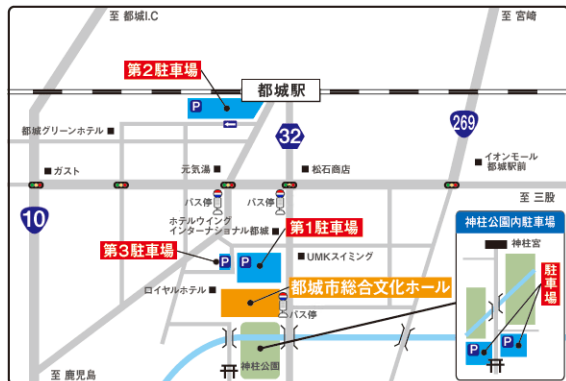 至 都城I.C
至 宮崎
第2駐車場
都城駅
P
都城グリーンホテル
32
269
ガスト
元気湯
松石商店
イオンモール
都城駅前
バス停
バス停
至 三股
10
ホテルウイング
インターナショナル都城
第1駐車場
第3駐車場
P
P
UMKスイミング
ロイヤルホテル
都城市総合文化ホール
バス停
神柱公園
至 鹿児島
神柱公園内駐車場
神柱宮
駐車場
P
P